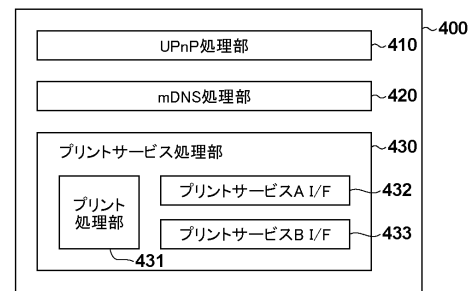 400
UPnP処理部
410
mDNS処理部
420
プリントサービス処理部
430
プリント
処理部
431
プリントサービスA I/F
432
プリントサービスB I/F
433